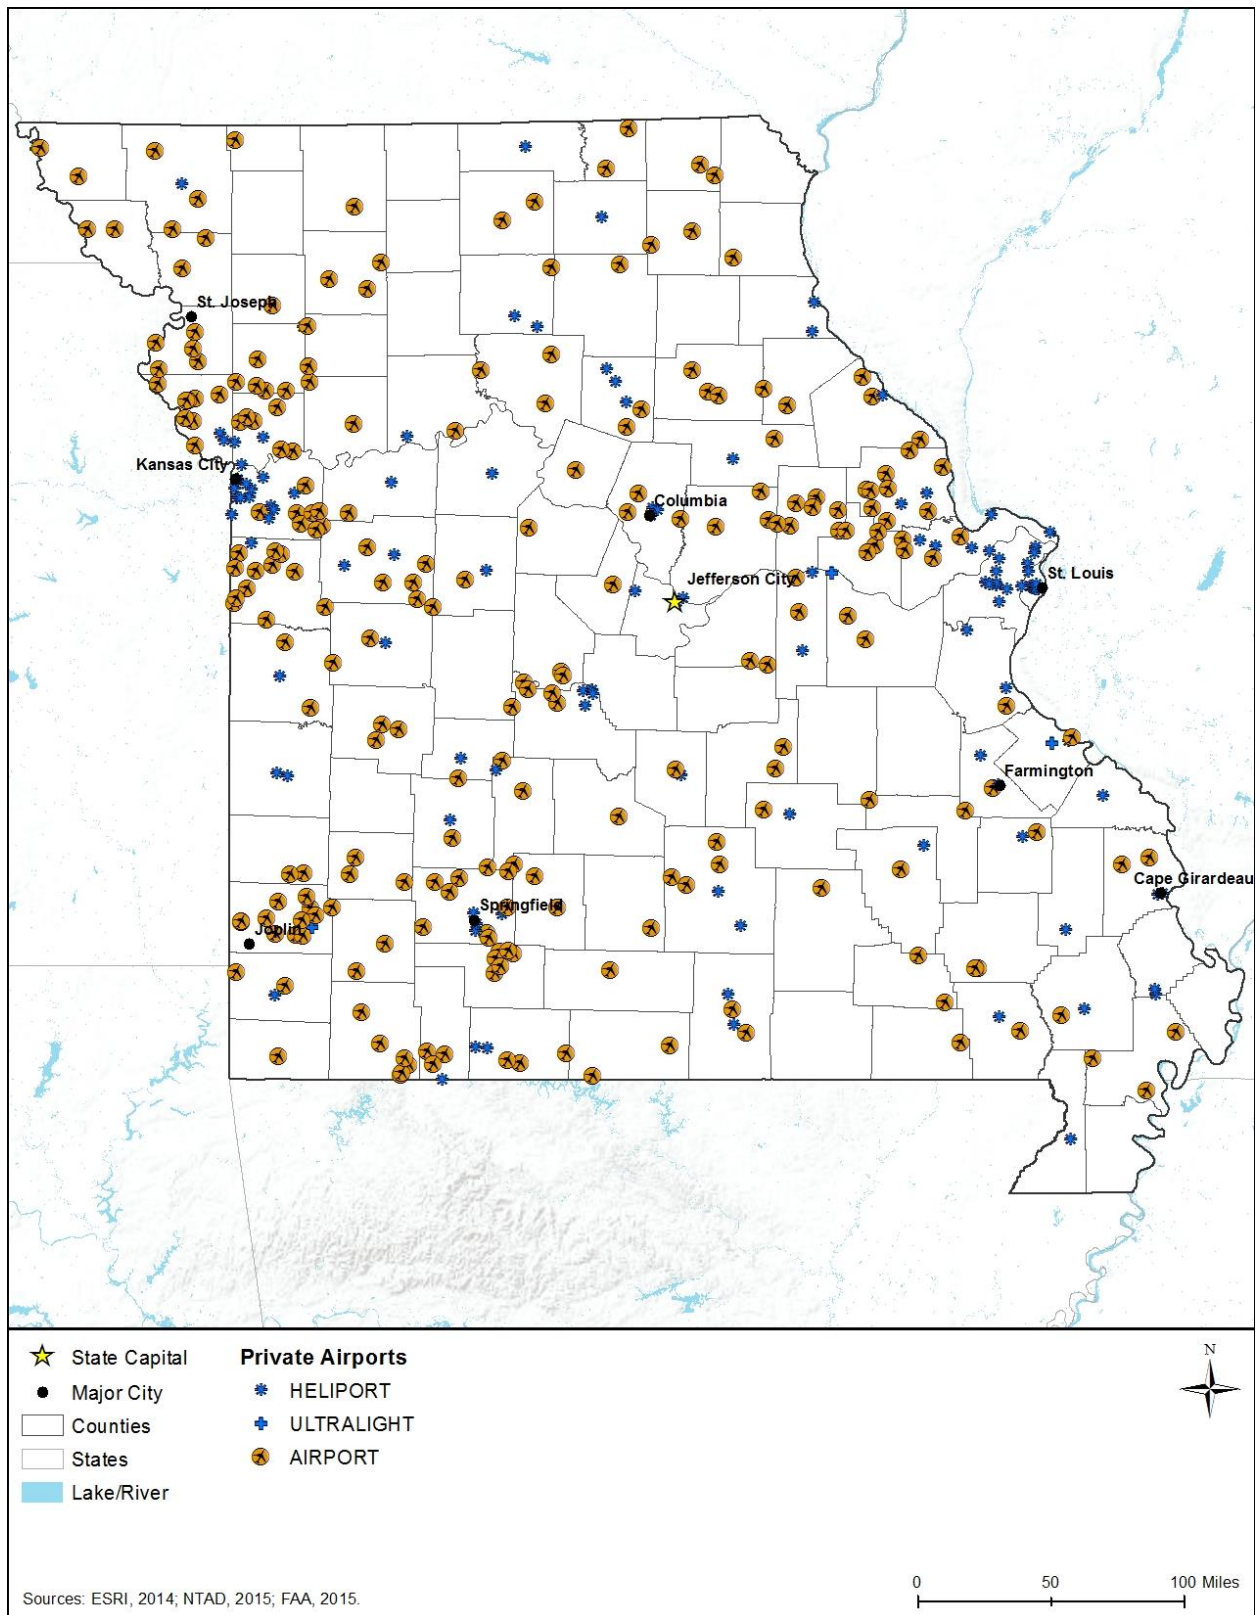 St. Joseph
Kansas City
Columbia
Jefferson City
St. Louis
Farmington
Cape Girardeau
Springfield
Joplin
State Capital
Major City
Counties
States
Lake/River
Private Airports
HELIPORT
ULTRALIGHT
AIRPORT
N
0 50 100 Miles
Sources: ESRI, 2014; NTAD, 2015; FAA, 2015.